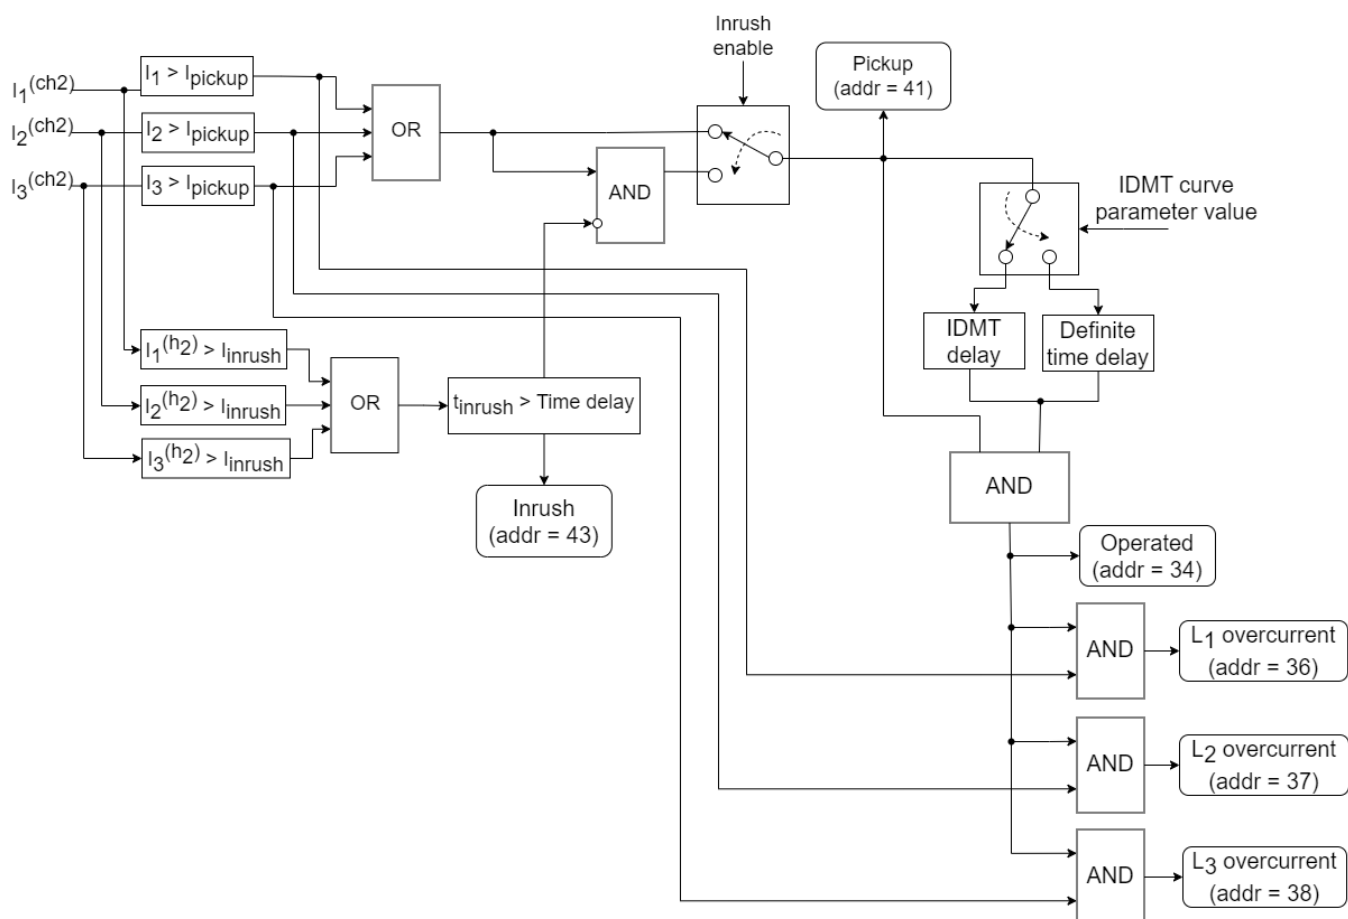 Inrush
enable
Pickup
(addr = 41)
I1(ch2)
I1 > Ipickup
I2(ch2)
I2 > Ipickup
OR
I3(ch2)
I3 > Ipickup
AND
IDMT curve
parameter value
I1(h2) > Iinrush
I2(h2) > Iinrush
I3(h2) > Iinrush
OR
tinrush > Time delay
IDMT
delay
Definite
time delay
Inrush
(addr = 43)
AND
Operated
(addr = 34)
AND
L1 overcurrent
(addr = 36)
AND
L2 overcurrent
(addr = 37)
AND
L3 overcurrent
(addr = 38)